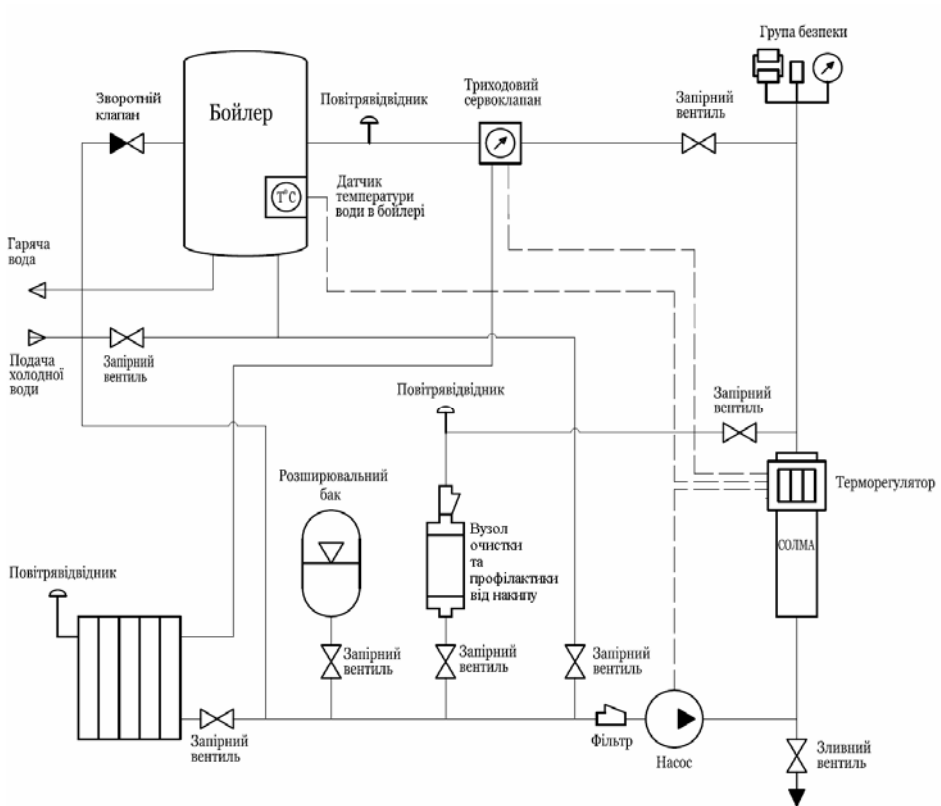 Група безпеки
Зворотній
клапан
Бойлер
Повітрявідвідник
Триходовий
сервоклапан
Запірний
вентиль
T°C
Датчик
температури
води в бойлері
Гаряча
вода
Подача
холодної
води
Запірний
вентиль
Повітрявідвідник
Запірний
вентиль
Розширювальний
бак
Терморегулятор
Вузол
очистки
та
профілактики
від накипу
СОЛМА
Повітрявідвідник
Запірний
вентиль
Запірний
вентиль
Запірний
вентиль
Запірний
вентиль
Фільтр
Насос
Зливний
вентиль